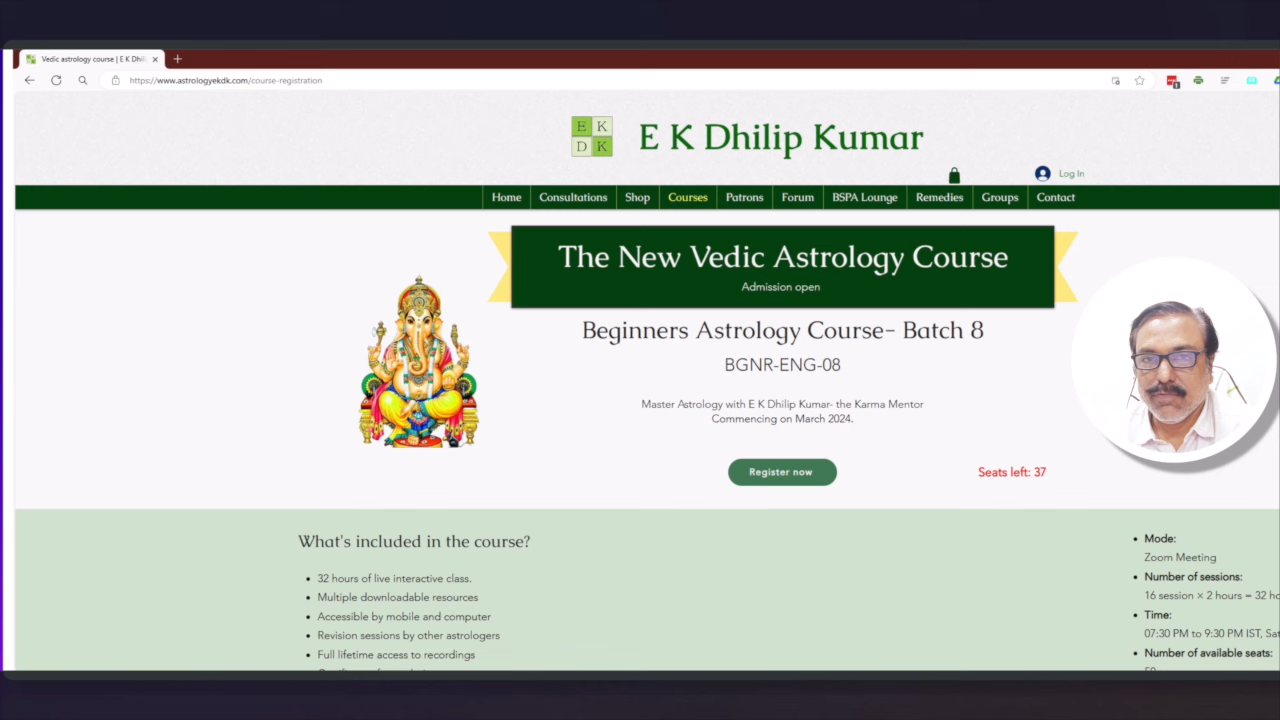 Vedic astrology course | E K Dhil
https://www.astrologyekdk.com/course-registration
E K
D K
E K Dhilip Kumar
Log In
Home Consultations Shop Courses Patrons Forum BSPA Lounge Remedies Groups Contact
The New Vedic Astrology Course
Admission open
Beginners Astrology Course- Batch 8
BGNR-ENG-08
Master Astrology with E K Dhilip Kumar- the Karma Mentor
Commencing on March 2024.
Register now
Seats left: 37
What's included in the course?
• 32 hours of live interactive class.
• Multiple downloadable resources
• Accessible by mobile and computer
• Revision sessions by other astrologers
• Full lifetime access to recordings
• Mode:
Zoom Meeting
• Number of sessions:
16 session × 2 hours = 32 ho
• Time:
07:30 PM to 9:30 PM IST, Sat
• Number of available seats: